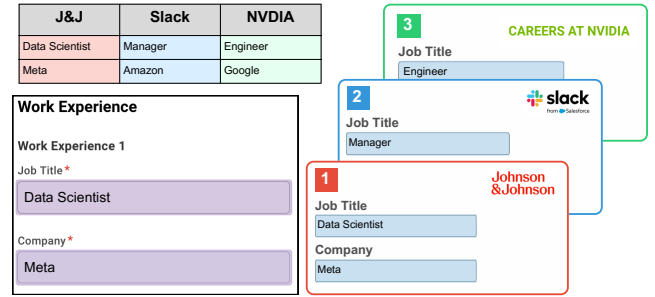 J&J Slack NVDIA
Data Scientist Manager Engineer
Meta Amazon Google
Work Experience
Work Experience 1
Job Title*
Data Scientist
Company*
Meta
3
CAREERS AT NVIDIA
Job Title
Engineer
2
slack
from Salesforce
Job Title
Manager
1
Johnson
&Johnson
Job Title
Data Scientist
Company
Meta